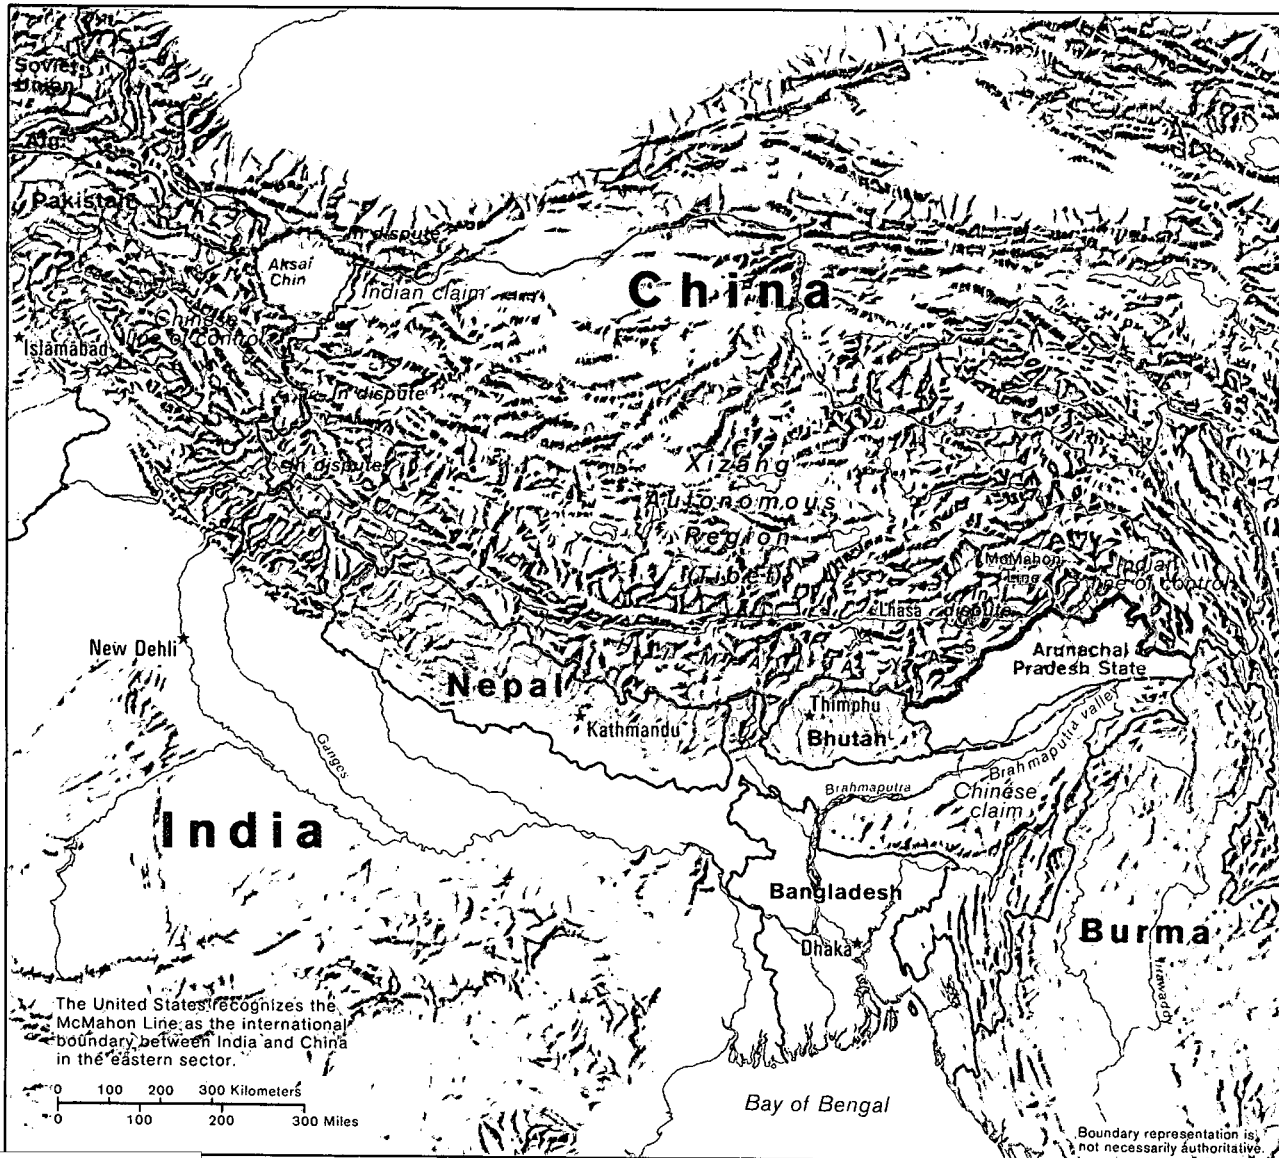 Soviet
Union
Afg.
Pakistan
In dispute
Aksai
Chin
Indian claim
China
Chinese
line of control
Islamabad
In dispute
In dispute
Xizang
Autonomous
Region
(Tibet)
McMahon
Line
Indian
line of control
In
dispute
Lhasa
New Dehli
HIMALAYAS
Arunachal
Pradesh State
Nepal
Kathmandu
Thimphu
Bhutan
Ganges
Brahmaputra valley
Brahmaputra
Chinese
claim
India
Bangladesh
Dhaka
Burma
Irrawaddy
The United States recognizes the
McMahon Line as the international
boundary between India and China
in the eastern sector.
0 100 200 300 Kilometers
0 100 200 300 Miles
Bay of Bengal
Boundary representation is
not necessarily authoritative.